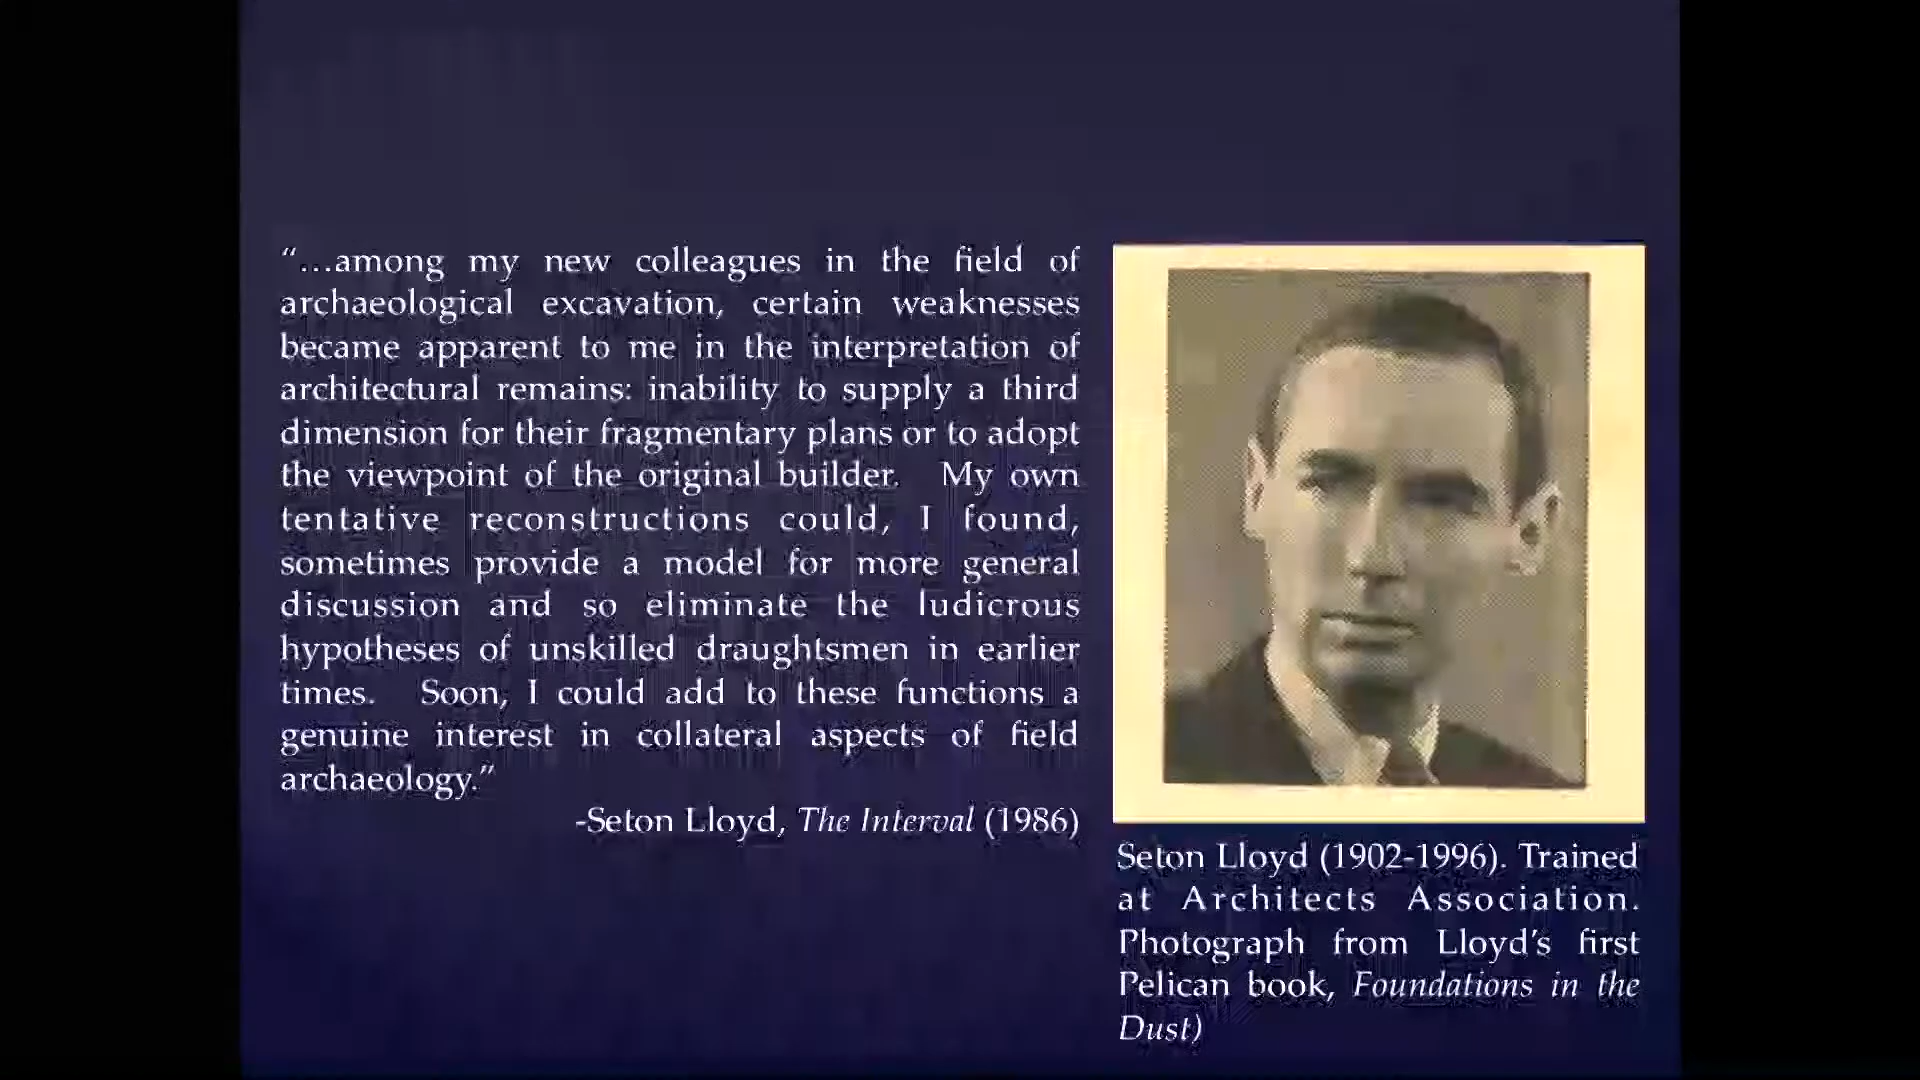 “…among my new colleagues in the field of
archaeological excavation, certain weaknesses
became apparent to me in the interpretation of
architectural remains: inability to supply a third
dimension for their fragmentary plans or to adopt
the viewpoint of the original builder. My own
tentative reconstructions could, I found,
sometimes provide a model for more general
discussion and so eliminate the ludicrous
hypotheses of unskilled draughtsmen in earlier
times. Soon, I could add to these functions a
genuine interest in collateral aspects of field
archaeology.”
-Seton Lloyd, The Interval (1986)
Seton Lloyd (1902-1996). Trained
at Architects Association.
Photograph from Lloyd’s first
Pelican book, Foundations in the
Dust)